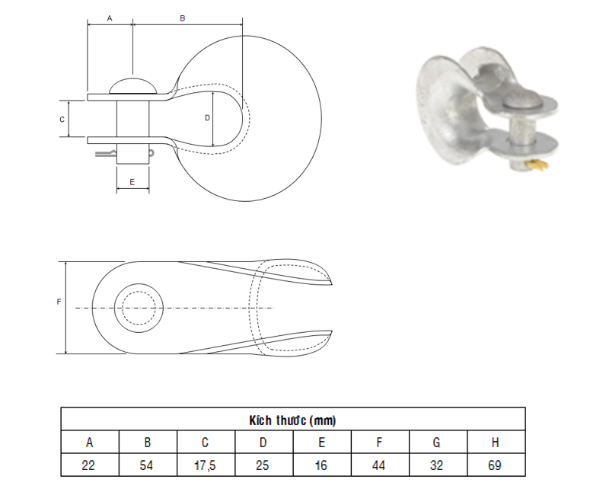 A B
C
D
E
F
Kích thước (mm)
A B C D E F G H
22 54 17,5 25 16 44 32 69